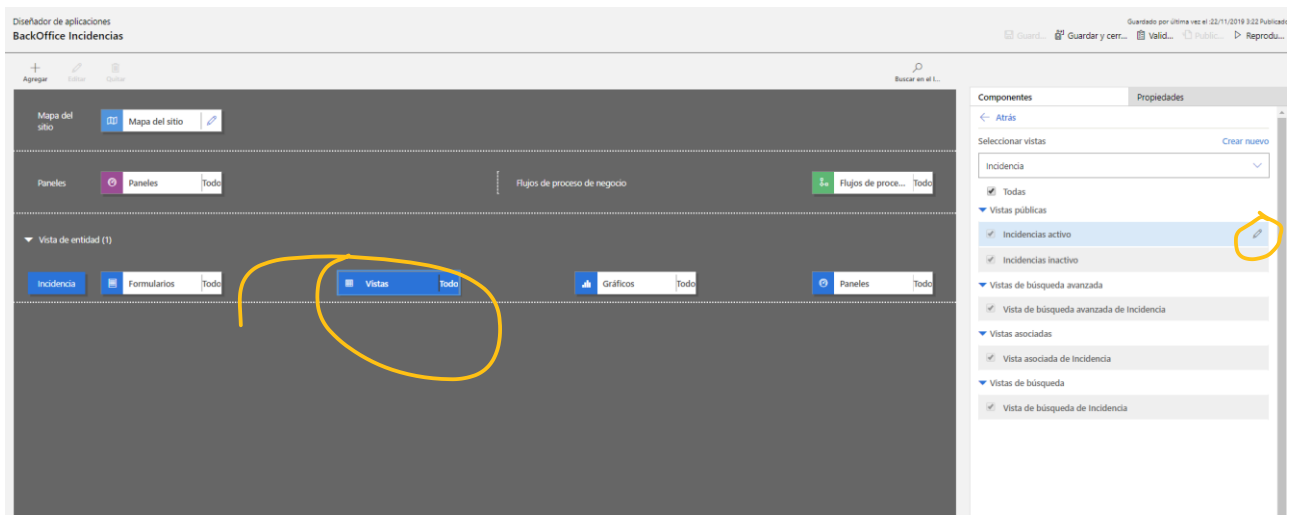 Diseñador de aplicaciones
BackOffice Incidencias
Guardado por última vez el :22/11/2019 3:22 Publicado
Guard... Guardar y cerr... Valid... Public... Reprodu...
Agregar Editar Quitar
Buscar en el l...
Mapa del sitio
Mapa del sitio
Paneles
Paneles Todo
Flujos de proceso de negocio
Flujos de proce... Todo
Vista de entidad (1)
Incidencia
Formularios Todo
Vistas Todo
Gráficos Todo
Paneles Todo
Componentes Propiedades
Atrás
Seleccionar vistas Crear nuevo
Incidencia
Todas
Vistas públicas
Incidencias activo
Incidencias inactivo
Vistas de búsqueda avanzada
Vista de búsqueda avanzada de Incidencia
Vistas asociadas
Vista asociada de Incidencia
Vistas de búsqueda
Vista de búsqueda de Incidencia